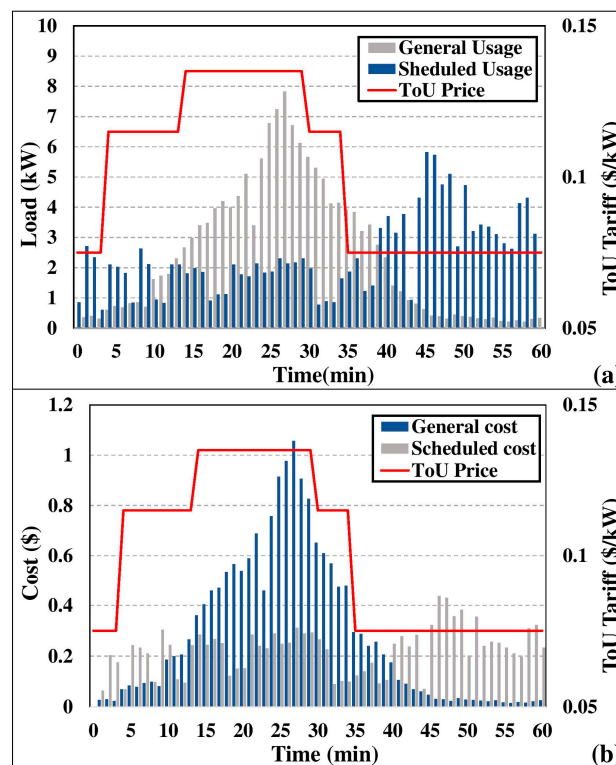 10
9
8
7
6
5
4
3
2
1
0
Load (kW)
General Usage
Sheduled Usage
ToU Price
0.15
0.1
0.05
ToU Tariff ($/kW)
0 5 10 15 20 25 30 35 40 45 50 55 60
Time(min)
(a)
1.2
1
0.8
0.6
0.4
0.2
0
Cost ($)
General cost
Scheduled cost
ToU Price
0.15
0.1
0.05
ToU Tariff ($/kW)
0 5 10 15 20 25 30 35 40 45 50 55 60
Time (min)
(b)